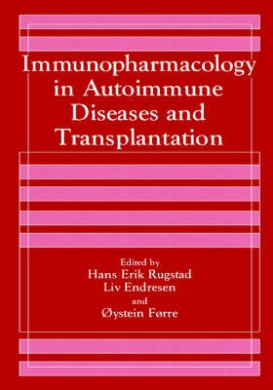 Immunopharmacology
in Autoimmune
Diseases and
Transplantation
Edited by
Hans Erik Rugstad
Liv Endresen
and
Øystein Førre